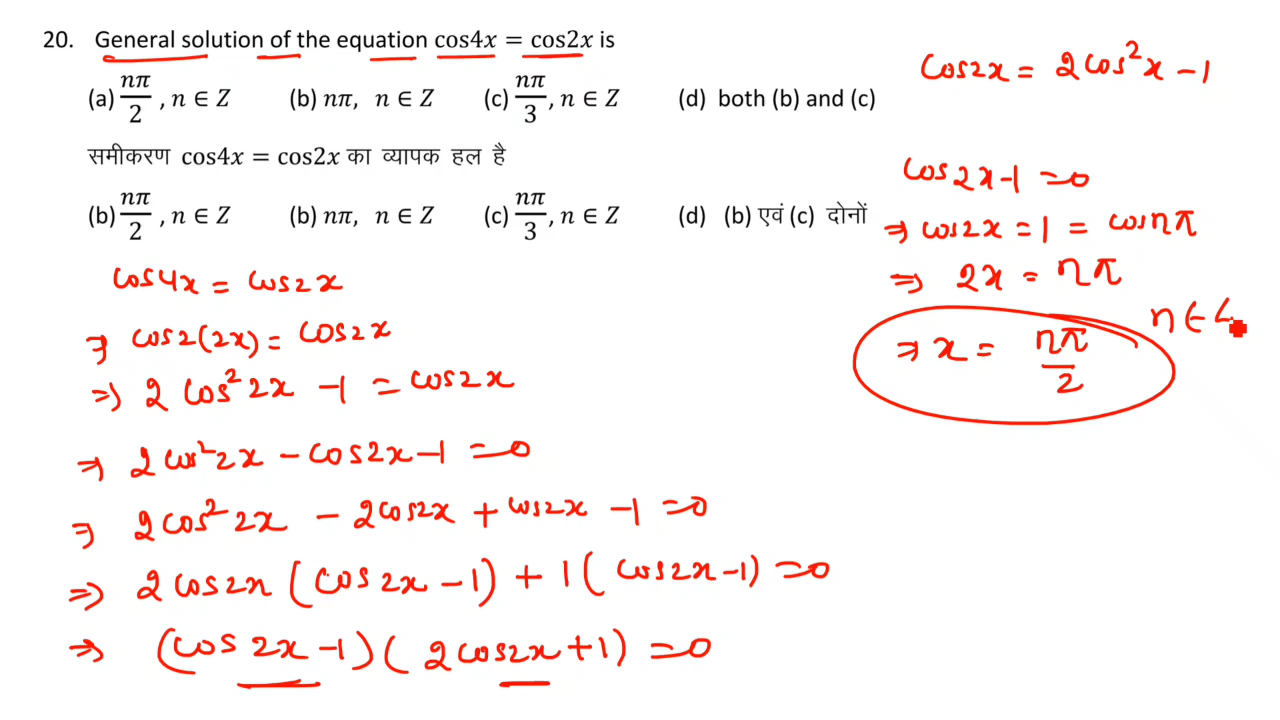 20. General solution of the equation cos4x = cos2x is
(a) nπ/2 , n ∈ Z (b) nπ, n ∈ Z (c) nπ/3 , n ∈ Z (d) both (b) and (c)
समीकरण cos4x = cos2x का व्यापक हल है
(b) nπ/2 , n ∈ Z (b) nπ, n ∈ Z (c) nπ/3 , n ∈ Z (d) (b) एवं (c) दोनों
cos4x = cos2x
⇒ cos2(2x) = cos2x
⇒ 2 cos²2x - 1 = cos2x
⇒ 2cos²2x - cos2x - 1 = 0
⇒ 2cos²2x - 2cos2x + cos2x - 1 = 0
⇒ 2cos2x (cos2x - 1) + 1 (cos2x - 1) = 0
⇒ (cos2x - 1)(2cos2x + 1) = 0
cos2x = 2cos²x - 1
cos2x - 1 = 0
⇒ cos2x = 1 = cosnπ
⇒ 2x = nπ
⇒ x = nπ/2 n ∈